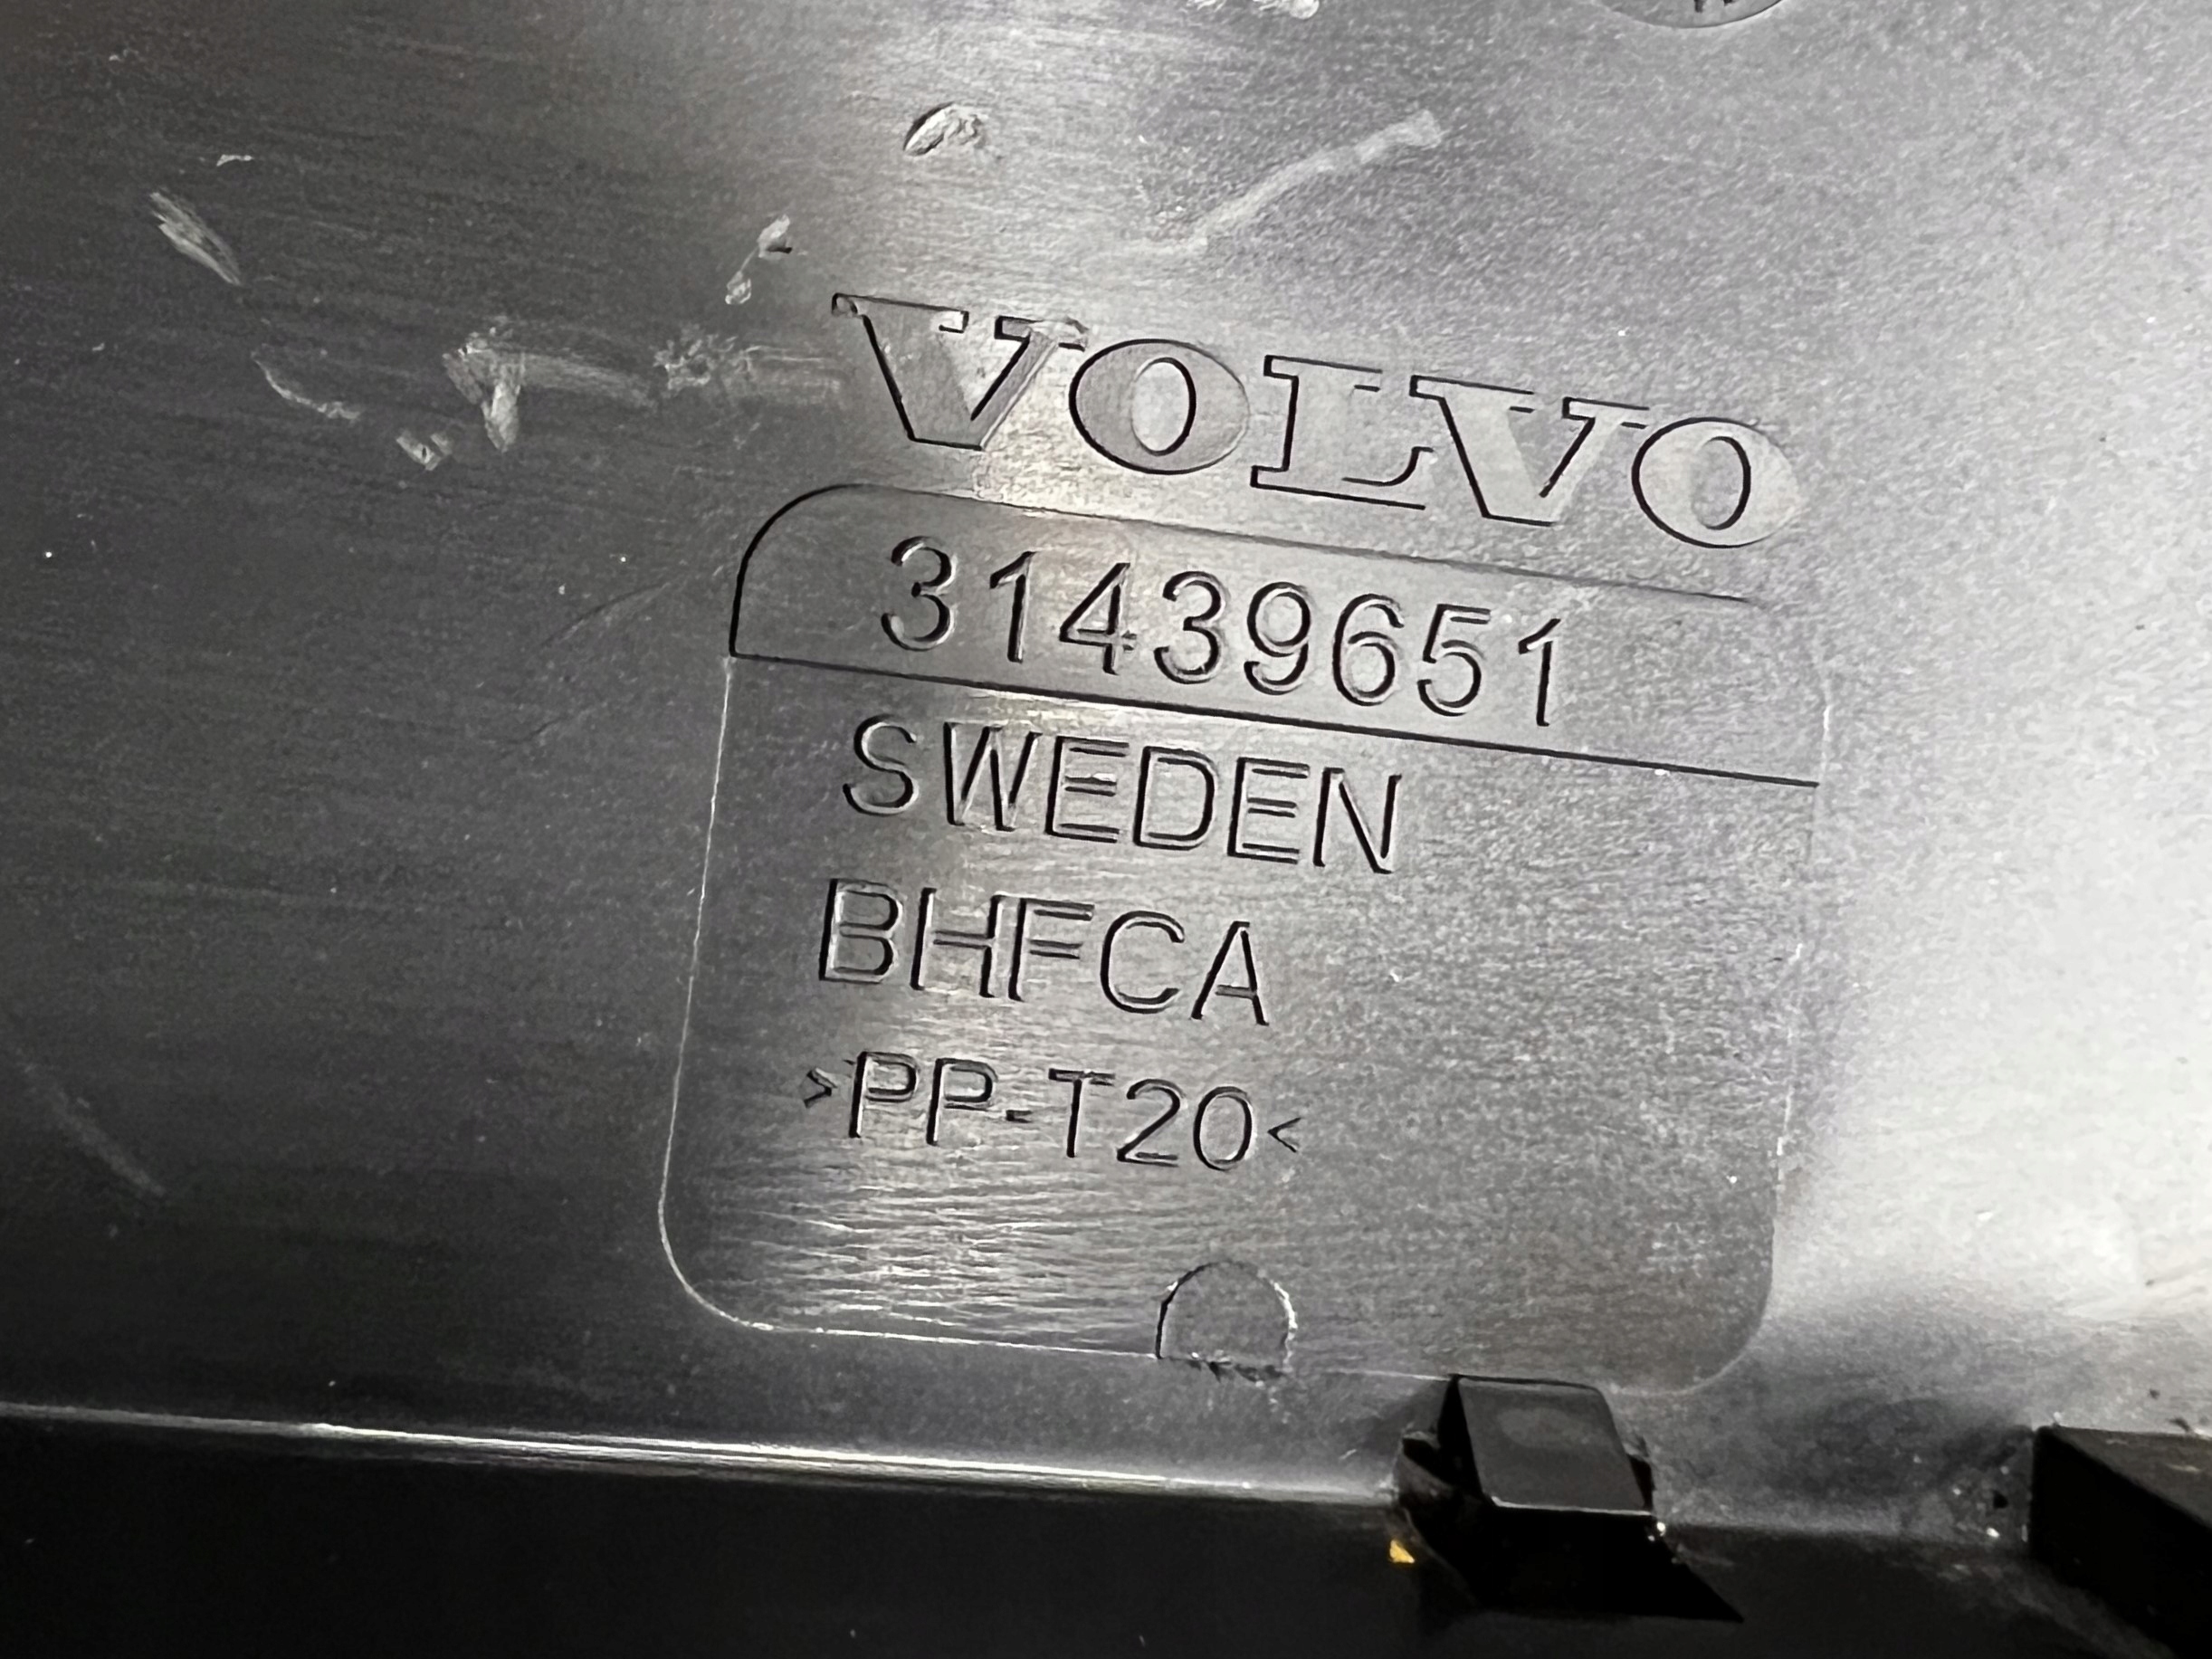 VOLVO
31439651
SWEDEN
BHFCA
>PP-T20<